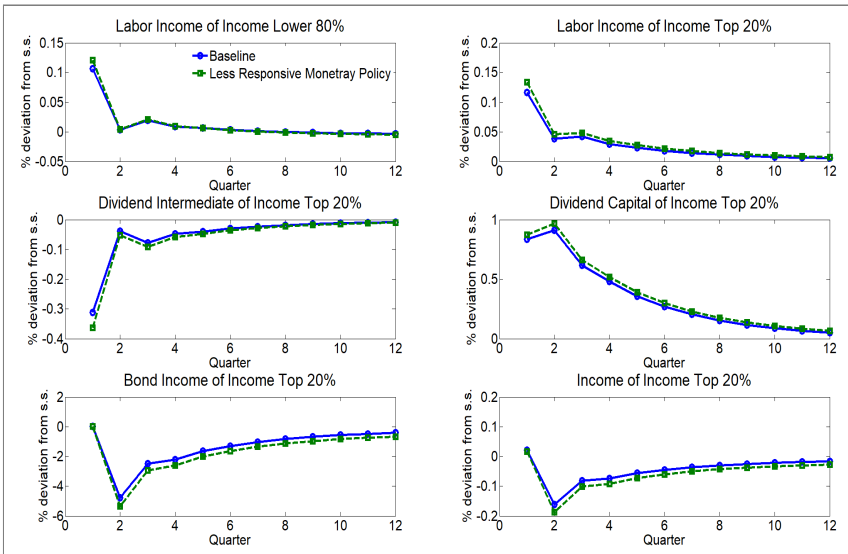 Labor Income of Income Lower 80%
% deviation from s.s.
0.15
0.1
0.05
0
-0.05
Baseline
Less Responsive Monetray Policy
0 2 4 6 8 10 12
Quarter
Labor Income of Income Top 20%
% deviation from s.s.
0.2
0.15
0.1
0.05
0
0 2 4 6 8 10 12
Quarter
Dividend Intermediate of Income Top 20%
% deviation from s.s.
0
-0.1
-0.2
-0.3
-0.4
0 2 4 6 8 10 12
Quarter
Dividend Capital of Income Top 20%
% deviation from s.s.
1
0.5
0
0 2 4 6 8 10 12
Quarter
Bond Income of Income Top 20%
% deviation from s.s.
2
0
-2
-4
-6
0 2 4 6 8 10 12
Quarter
Income of Income Top 20%
% deviation from s.s.
0.2
0.1
0
-0.1
-0.2
0 2 4 6 8 10 12
Quarter